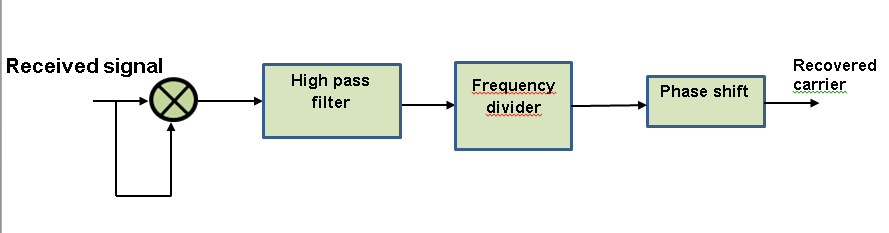 Received signal
High pass
filter
Frequency
divider
Phase shift
Recovered
carrier